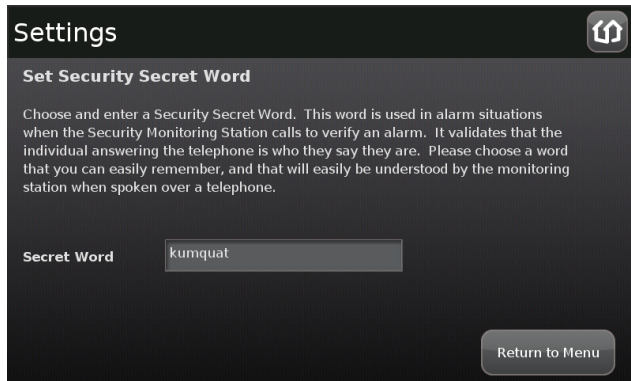 Settings
Set Security Secret Word
Choose and enter a Security Secret Word.  This word is used in alarm situations
when the Security Monitoring Station calls to verify an alarm.  It validates that the
individual answering the telephone is who they say they are.  Please choose a word
that you can easily remember, and that will easily be understood by the monitoring
station when spoken over a telephone.
Secret Word
kumquat
Return to Menu